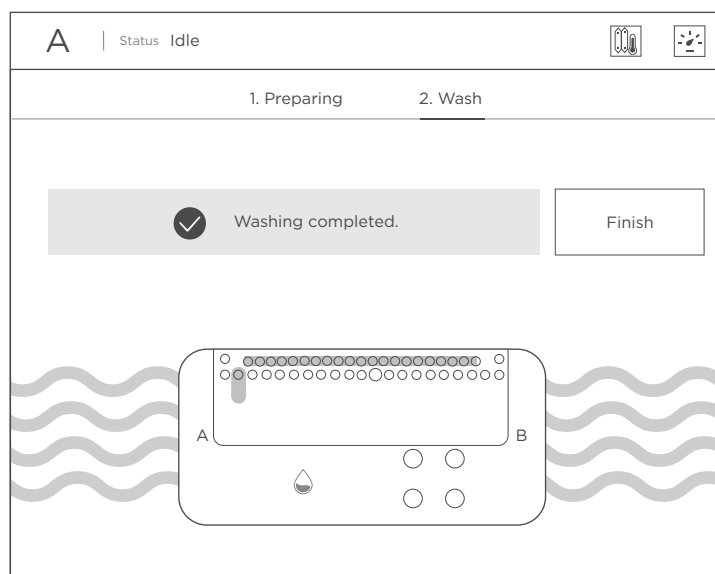 A | Status Idle
1. Preparing 2. Wash
Washing completed. Finish
A B